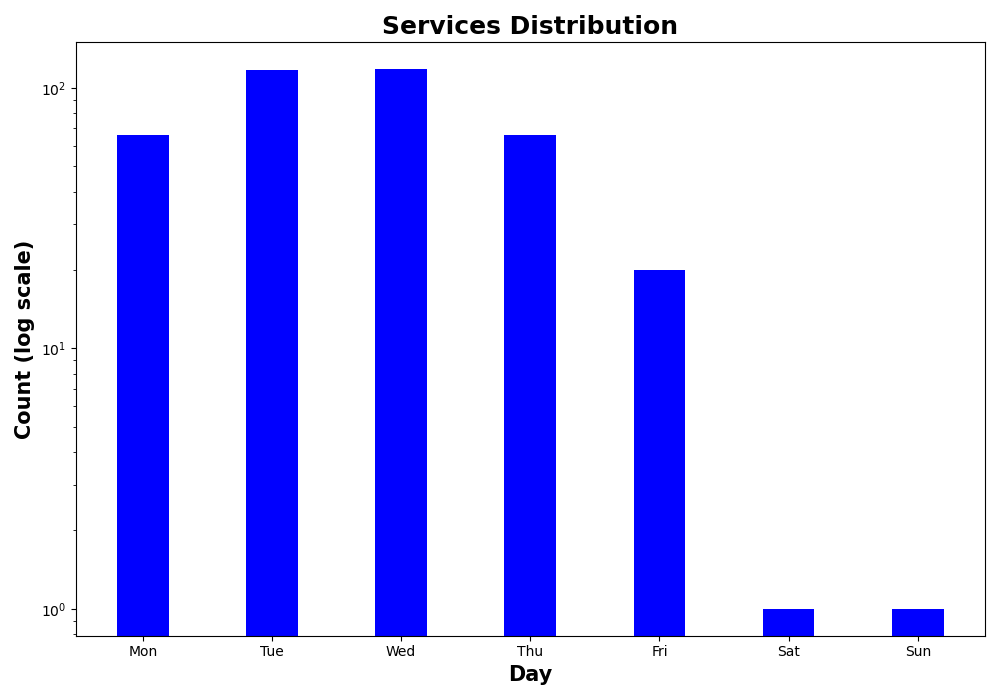 Services Distribution
Count (log scale)
10²
10¹
10⁰
Mon Tue Wed Thu Fri Sat Sun
Day